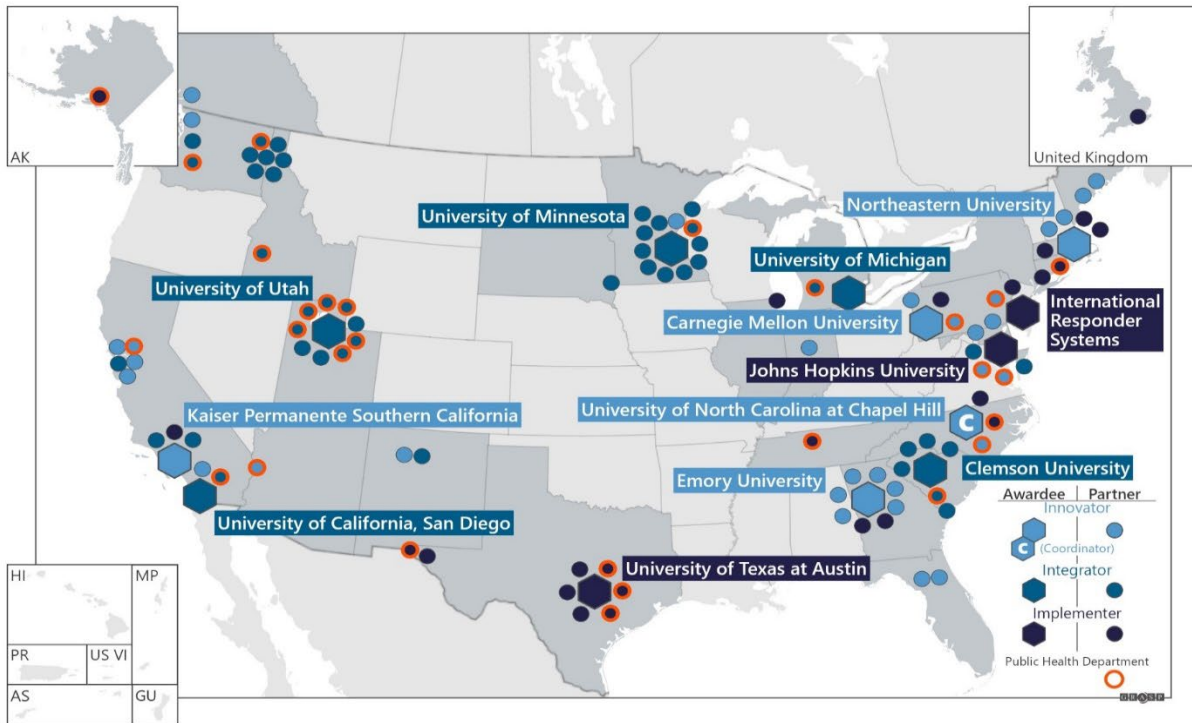 AK
United Kingdom
Northeastern University
University of Minnesota
University of Michigan
University of Utah
International
Responder
Systems
Carnegie Mellon University
Johns Hopkins University
Kaiser Permanente Southern California
University of North Carolina at Chapel Hill
C
Clemson University
Emory University
University of California, San Diego
University of Texas at Austin
Awardee Partner
Innovator
C (Coordinator)
Integrator
Implementer
Public Health Department
HI
MP
PR
US VI
AS
GU
GRASP